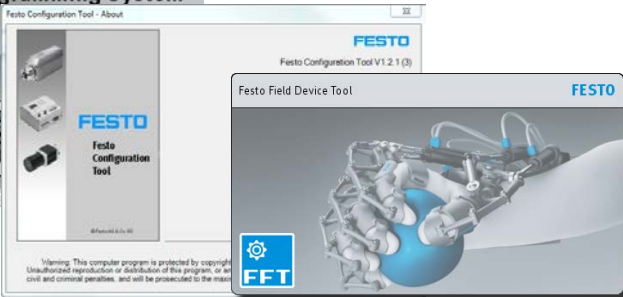 Festo Configuration Tool - About
FESTO
Festo Configuration Tool V1.2.1 (3)
FESTO
Festo
Configuration
Tool
Festo Field Device Tool
FESTO
FFT
Warning: This computer program is protected by copyright
Unauthorized reproduction or distribution of this program, or an
civil and criminal penalties, and will be prosecuted to the maxi